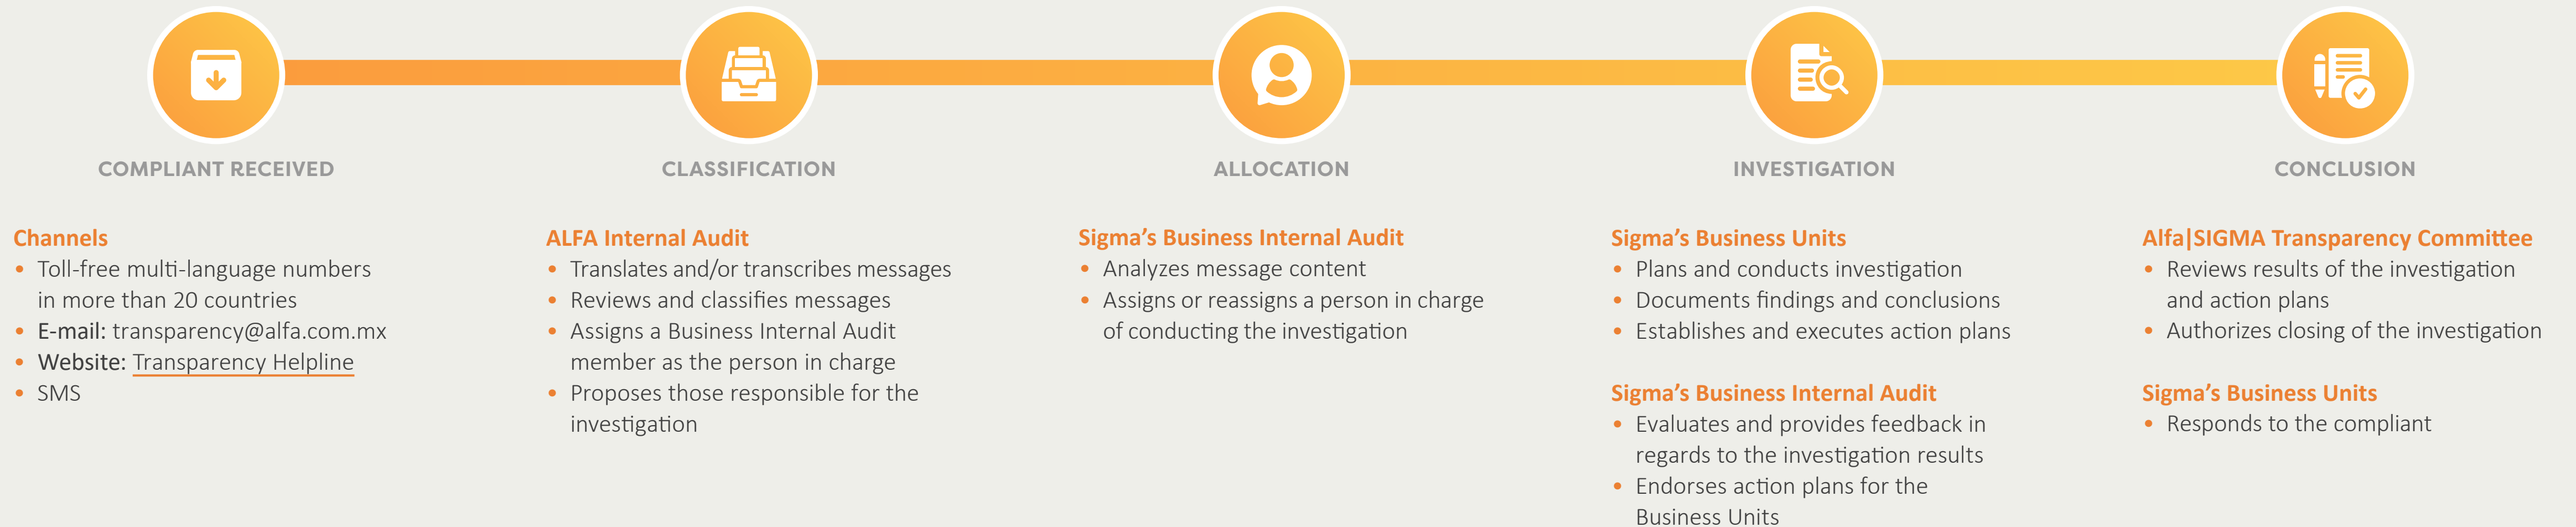 COMPLIANT RECEIVED
Channels
• Toll-free multi-language numbers
in more than 20 countries
• E-mail: transparency@alfa.com.mx
• Website: Transparency Helpline
• SMS
CLASSIFICATION
ALFA Internal Audit
• Translates and/or transcribes messages
• Reviews and classifies messages
• Assigns a Business Internal Audit
member as the person in charge
• Proposes those responsible for the
investigation
ALLOCATION
Sigma’s Business Internal Audit
• Analyzes message content
• Assigns or reassigns a person in charge
of conducting the investigation
INVESTIGATION
Sigma’s Business Units
• Plans and conducts investigation
• Documents findings and conclusions
• Establishes and executes action plans
Sigma’s Business Internal Audit
• Evaluates and provides feedback in
regards to the investigation results
• Endorses action plans for the
Business Units
CONCLUSION
Alfa|SIGMA Transparency Committee
• Reviews results of the investigation
and action plans
• Authorizes closing of the investigation
Sigma’s Business Units
• Responds to the compliant